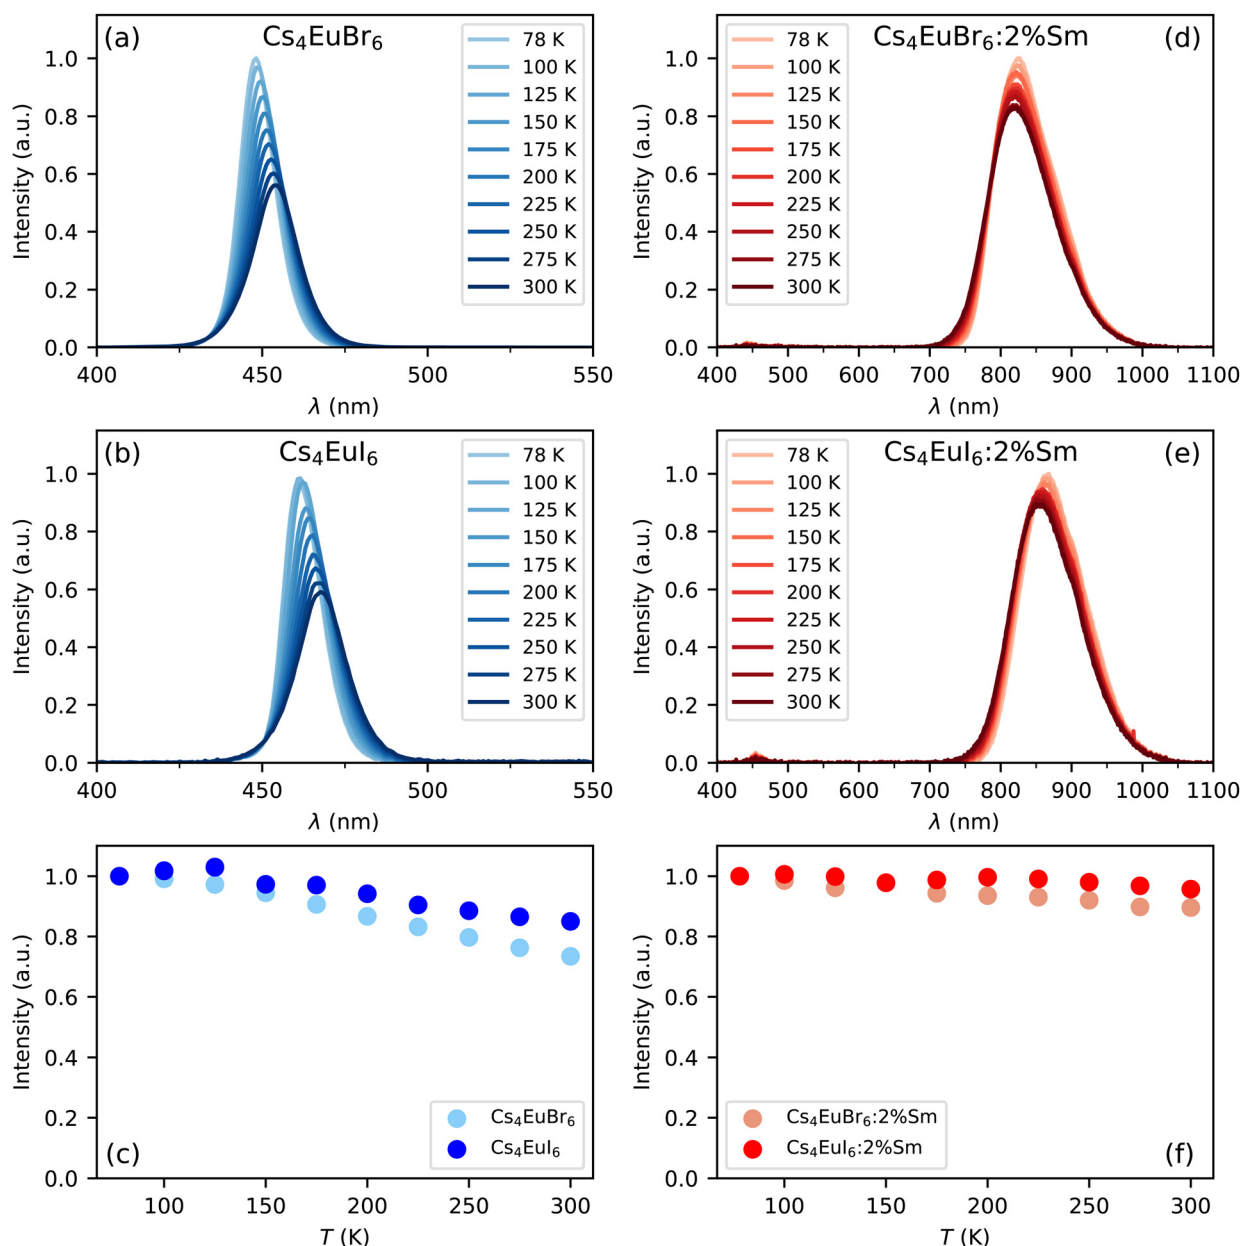 (a)
Cs₄EuBr₆
78 K
100 K
125 K
150 K
175 K
200 K
225 K
250 K
275 K
300 K
Intensity (a.u.)
1.0
0.8
0.6
0.4
0.2
0.0
400
450
500
550
λ (nm)
Cs₄EuBr₆:2%Sm
(d)
78 K
100 K
125 K
150 K
175 K
200 K
225 K
250 K
275 K
300 K
Intensity (a.u.)
1.0
0.8
0.6
0.4
0.2
0.0
400 500 600 700 800 900 1000 1100
λ (nm)
(b)
Cs₄EuI₆
78 K
100 K
125 K
150 K
175 K
200 K
225 K
250 K
275 K
300 K
Intensity (a.u.)
1.0
0.8
0.6
0.4
0.2
0.0
400
450
500
550
λ (nm)
Cs₄EuI₆:2%Sm
(e)
78 K
100 K
125 K
150 K
175 K
200 K
225 K
250 K
275 K
300 K
Intensity (a.u.)
1.0
0.8
0.6
0.4
0.2
0.0
400 500 600 700 800 900 1000 1100
λ (nm)
Intensity (a.u.)
1.0
0.8
0.6
0.4
0.2
0.0
Cs₄EuBr₆
Cs₄EuI₆
(c)
100 150 200 250 300
T (K)
Intensity (a.u.)
1.0
0.8
0.6
0.4
0.2
0.0
Cs₄EuBr₆:2%Sm
Cs₄EuI₆:2%Sm
(f)
100 150 200 250 300
T (K)